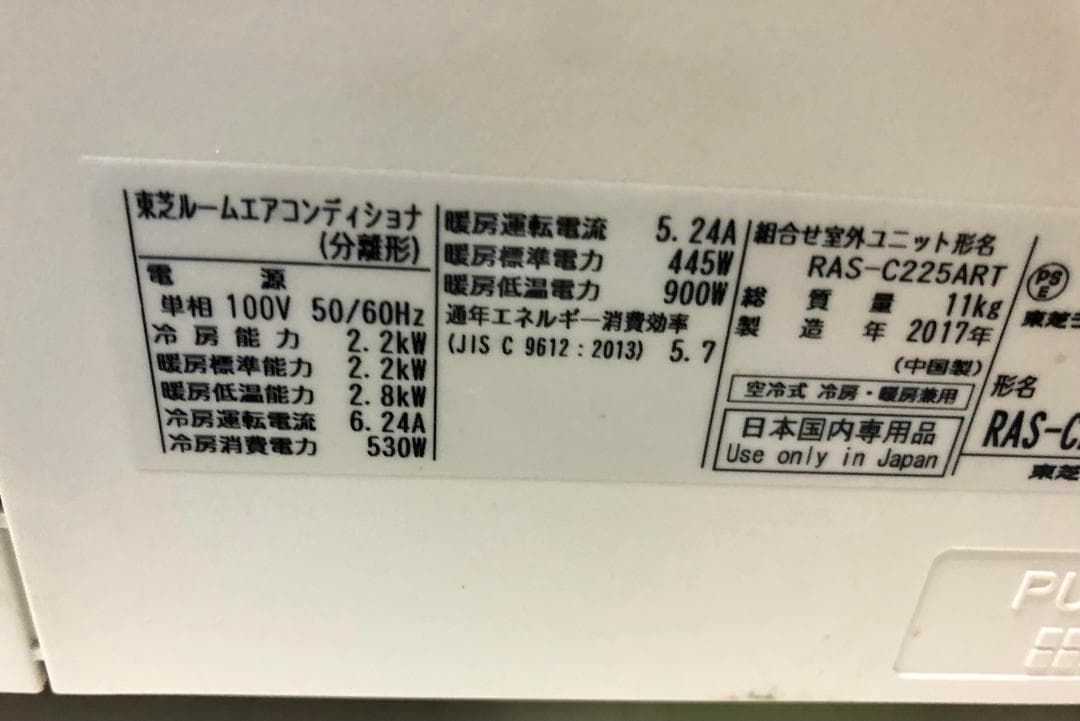 東芝ルームエアコンディショナ
(分離形)
電源
単相 100V 50/60Hz
冷房能力 2.2kW
暖房標準能力 2.2kW
暖房低温能力 2.8kW
冷房運転電流 6.24A
冷房消費電力 530W
暖房運転電流 5.24A
暖房標準電力 445W
暖房低温電力 900W
通年エネルギー消費効率
(JIS C 9612:2013) 5.7
組合せ室外ユニット形名
RAS-C225ART
総質量 11kg
製造年 2017年
(中国製)
空冷式 冷房・暖房兼用
日本国内専用品
Use only in Japan
PS
E
東芝
形名
RAS-C
東芝
PU